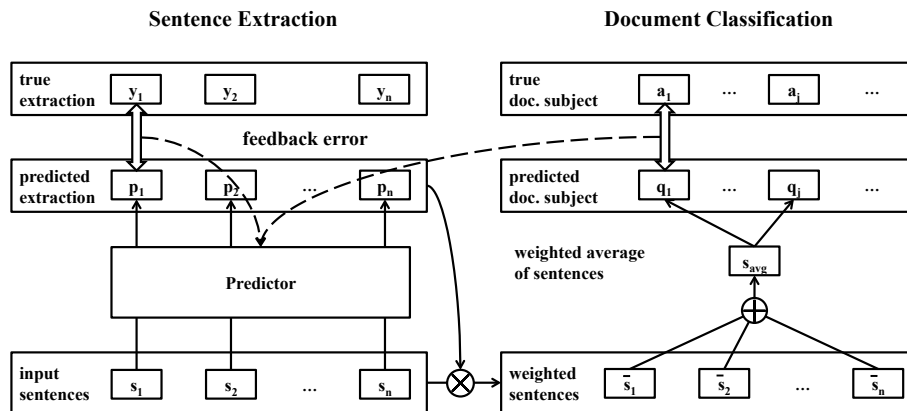 Sentence Extraction
Document Classification
true
extraction
y1
y2
yn
true
doc. subject
a1
...
aj
...
feedback error
predicted
extraction
p1
p2
...
pn
predicted
doc. subject
q1
...
qj
...
Predictor
weighted average
of sentences
savg
input
sentences
s1
s2
...
sn
weighted
sentences
s̄1
s̄2
...
s̄n